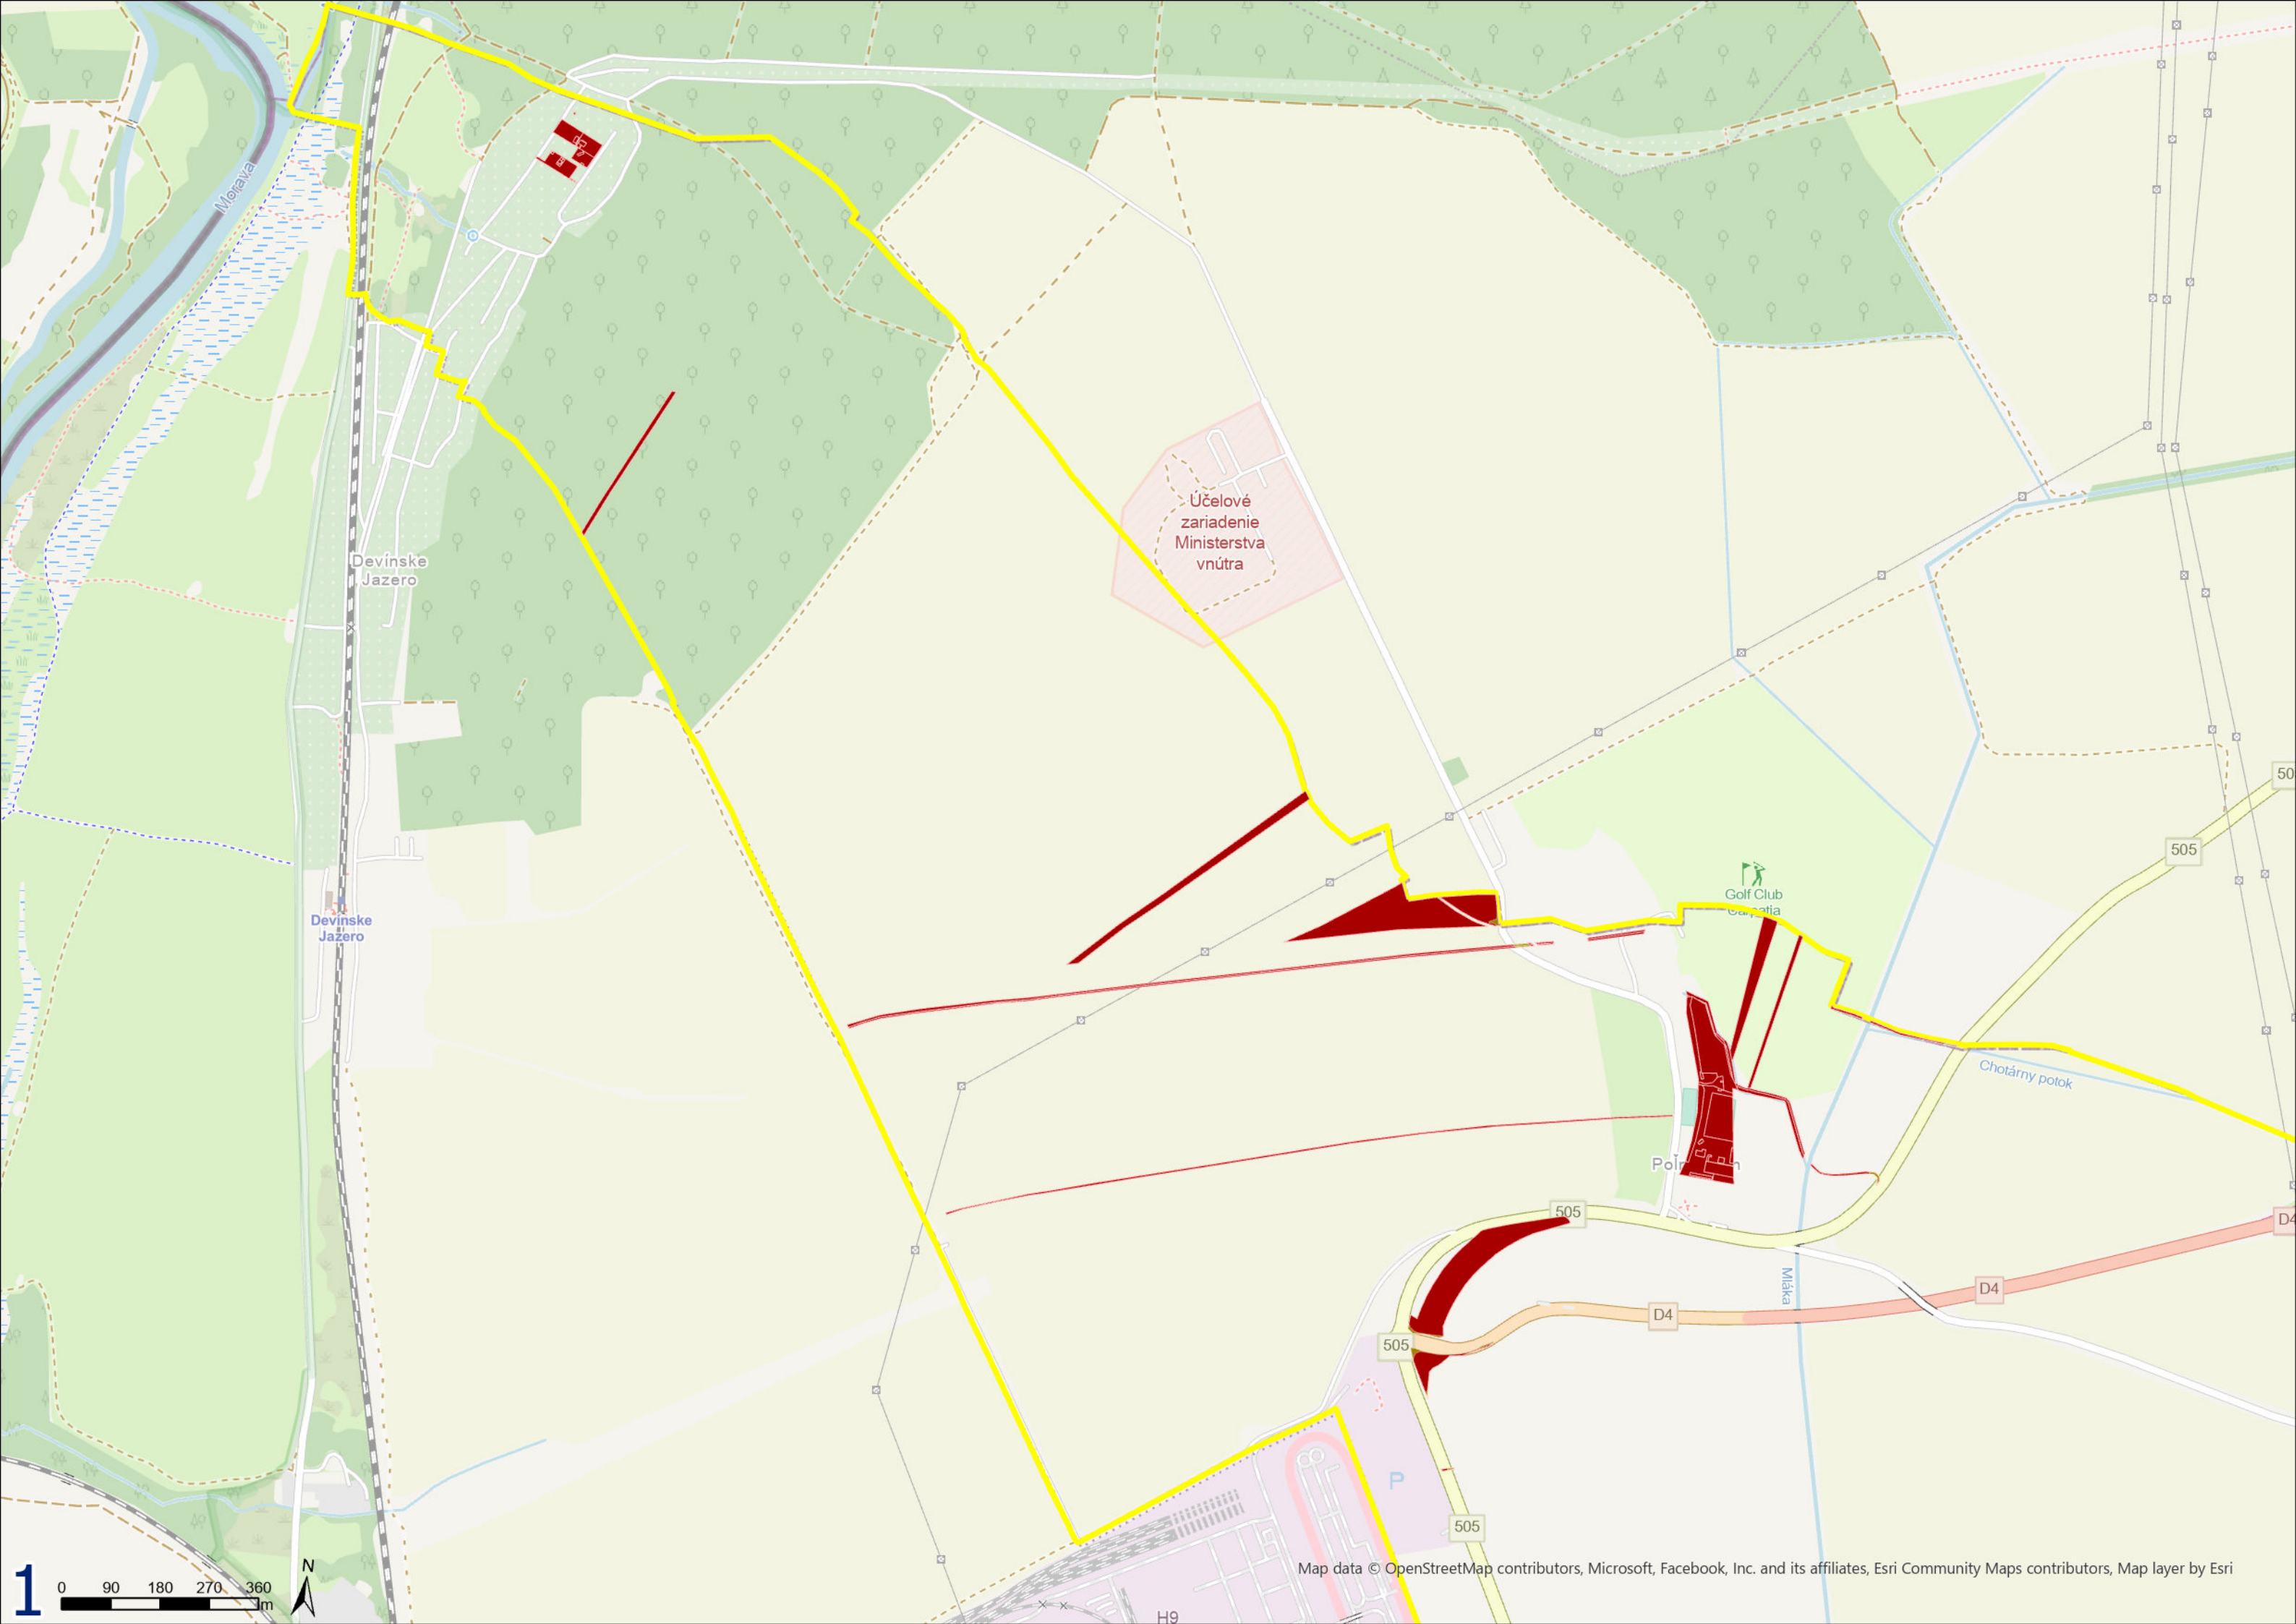 Morava
Účelové
zariadenie
Ministerstva
vnútra
Devínske
Jazero
50
505
Golf Club
Carpatia
Devínske
Jazero
Chotárny potok
505
D4
Mláka
D4
D4
505
P
505
Map data © OpenStreetMap contributors, Microsoft, Facebook, Inc. and its affiliates, Esri Community Maps contributors, Map layer by Esri
1
0 90 180 270 360
m
N
H9